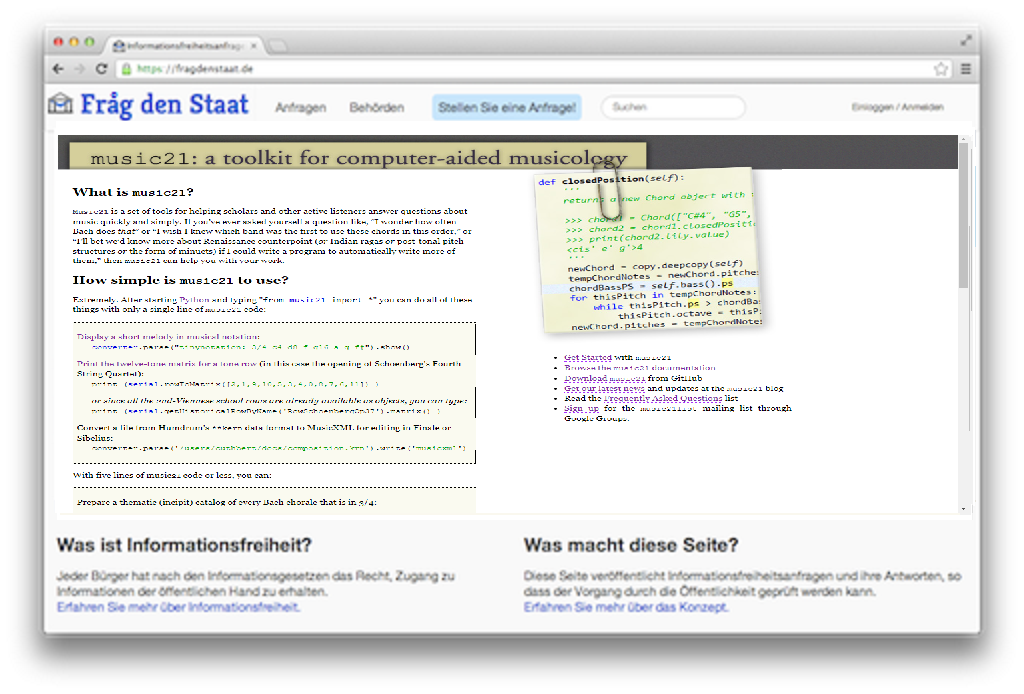 Informationsfreiheitsanfrage
https://fragdenstaat.de
Fråg den Staat
Anfragen
Behörden
Stellen Sie eine Anfrage!
Suchen
Einloggen / Anmelden
music21: a toolkit for computer-aided musicology
What is music21?
Music21 is a set of tools for helping scholars and other active listeners answer questions about
music quickly and simply. If you've ever asked yourself a question like, "I wonder how often
Bach does that" or "I wish I knew which band was the first to use these chords in that order," or
"I'll bet we'd know more about Renaissance counterpoint (or Indian ragas or post-tonal pitch
structures or the form of minuets) if I could write a program to automatically write more of
them," then music21 can help you with your work.
How simple is music21 to use?
Extremely. After starting Python and typing "from music21 import *" you can do all of these
things with only a single line of music21 code:
Display a short melody in musical notation:
converter.parse("tinynotation: 3/4 c4 d8 f g16 a g f#").show()
Print the twelve-tone matrix for a tone row (in this case the opening of Schoenberg's Fourth
String Quartet):
print (serial.rowToMatrix([2,1,9,10,5,3,4,0,8,7,6,11]) )
or since all the 2nd-Viennese school rows are already available as objects, you can type:
print (serial.getHistoricalRowByName('RowSchoenbergOp37').matrix() )
Convert a file from Humdrum's **kern data format to MusicXML for editing in Finale or
Sibelius:
converter.parse('/users/cuthbert/docs/composition.krn').write('musicxml')
With five lines of music21 code or less, you can:
Prepare a thematic (incipit) catalog of every Bach chorale that is in 3/4:
def closedPosition(self):
'''
returns a new Chord object with
>>> chord1 = Chord(["C#4", "G5",
>>> chord2 = chord1.closedPositio
>>> print(chord2.lily.value)
<cis' e' g'>4
'''
newChord = copy.deepcopy(self)
tempChordNotes = newChord.pitches
chordBassPS = self.bass().ps
for thisPitch in tempChordNotes:
while thisPitch.ps > chordBas
thisPitch.octave = thisP
newChord.pitches = tempChordNotes
Get Started with music21
Browse the music21 documentation
Download music21 from GitHub
Get our latest news and updates at the music21 blog
Read the Frequently Asked Questions list
Sign up for the music21list mailing list through
Google Groups.
Was ist Informationsfreiheit?
Jeder Bürger hat nach den Informationsgesetzen das Recht, Zugang zu
Informationen der öffentlichen Hand zu erhalten.
Erfahren Sie mehr über Informationsfreiheit.
Was macht diese Seite?
Diese Seite veröffentlicht Informationsfreiheitsanfragen und ihre Antworten, so
dass der Vorgang durch die Öffentlichkeit geprüft werden kann.
Erfahren Sie mehr über das Konzept.